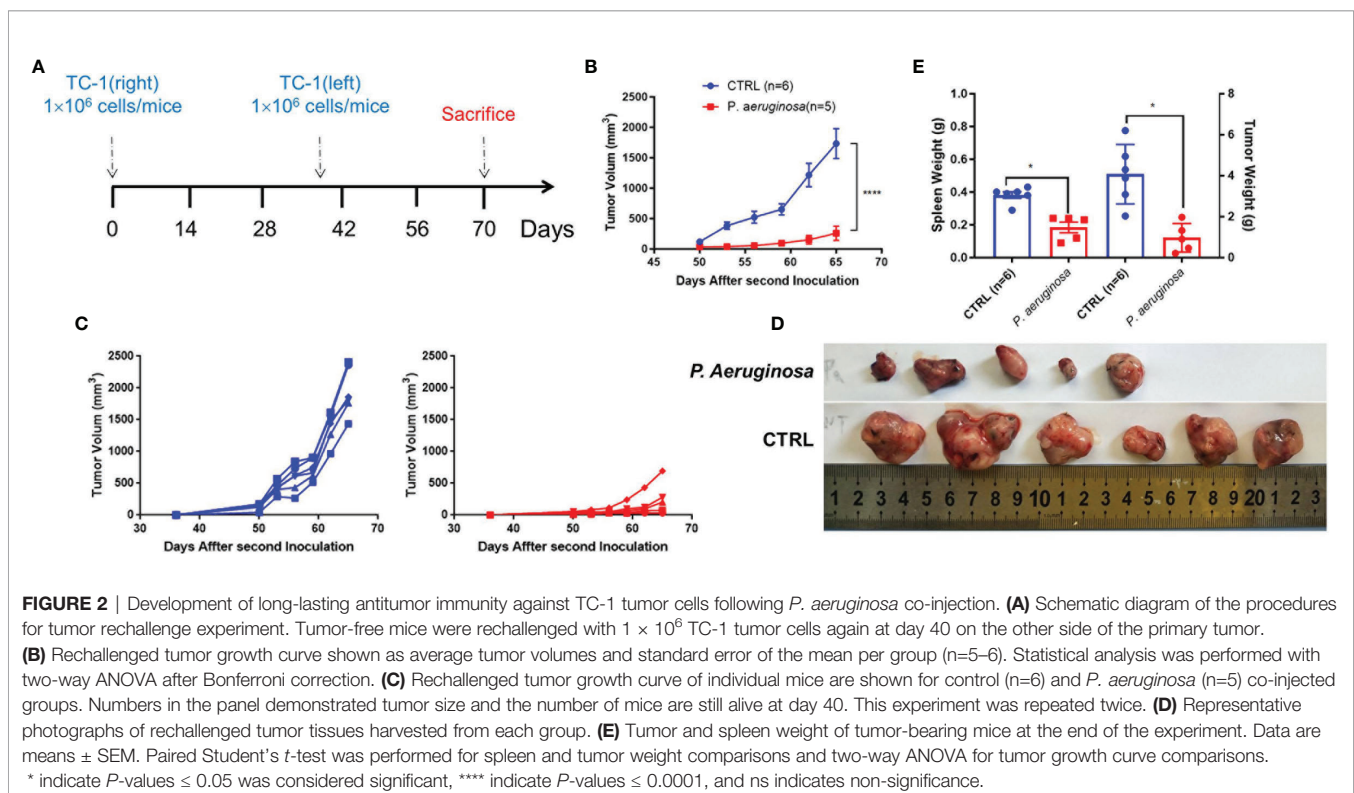 A
TC-1(right)
1×10⁶ cells/mice
TC-1(left)
1×10⁶ cells/mice
Sacrifice
0 14 28 42 56 70 Days
B
CTRL (n=6)
P. aeruginosa(n=5)
Tumor Volum (mm³)
2500
2000
1500
1000
500
0
****
45 50 55 60 65 70
Days Affter second Inoculation
E
Spleen Weight (g)
1.0
0.8
0.6
0.4
0.2
0.0
*
*
8
6
4
2
0
Tumor Weight (g)
CTRL (n=6)
P. aeruginosa
CTRL (n=6)
P. aeruginosa
C
Tumor Volum (mm³)
2500
2000
1500
1000
500
0
30 40 50 60 70
Days Affter second Inoculation
Tumor Volum (mm³)
2500
2000
1500
1000
500
0
30 40 50 60 70
Days Affter second Inoculation
D
P. Aeruginosa
CTRL
1 2 3 4 5 6 7 8 9 10 1 2 3 4 5 6 7 8 9 20 1 2 3
FIGURE 2 | Development of long-lasting antitumor immunity against TC-1 tumor cells following P. aeruginosa co-injection. (A) Schematic diagram of the procedures
for tumor rechallenge experiment. Tumor-free mice were rechallenged with 1 × 10⁶ TC-1 tumor cells again at day 40 on the other side of the primary tumor.
(B) Rechallenged tumor growth curve shown as average tumor volumes and standard error of the mean per group (n=5–6). Statistical analysis was performed with
two-way ANOVA after Bonferroni correction. (C) Rechallenged tumor growth curve of individual mice are shown for control (n=6) and P. aeruginosa (n=5) co-injected
groups. Numbers in the panel demonstrated tumor size and the number of mice are still alive at day 40. This experiment was repeated twice. (D) Representative
photographs of rechallenged tumor tissues harvested from each group. (E) Tumor and spleen weight of tumor-bearing mice at the end of the experiment. Data are
means ± SEM. Paired Student's t-test was performed for spleen and tumor weight comparisons and two-way ANOVA for tumor growth curve comparisons.
* indicate P-values ≤ 0.05 was considered significant, **** indicate P-values ≤ 0.0001, and ns indicates non-significance.